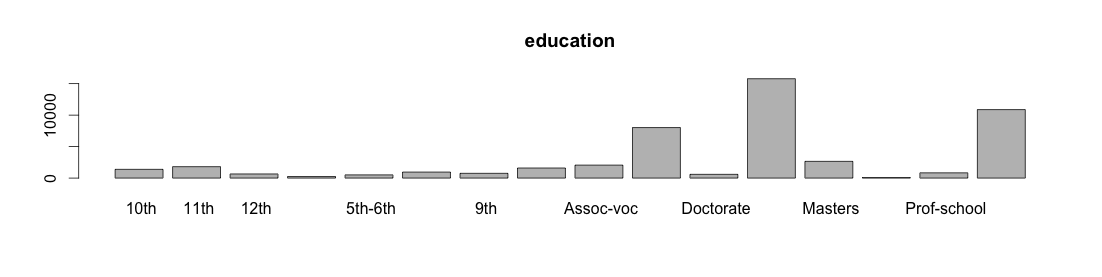 education
10000
0
10th 11th 12th 5th-6th 9th Assoc-voc Doctorate Masters Prof-school